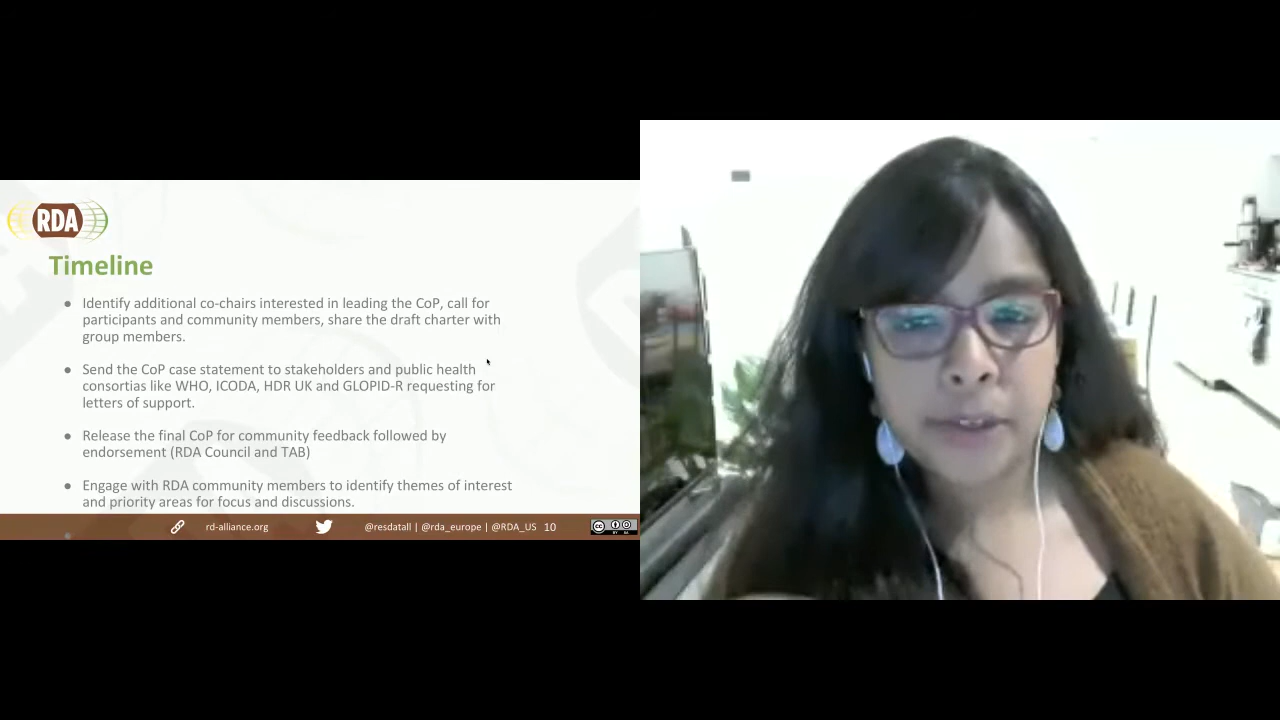 RDA
Timeline
● Identify additional co-chairs interested in leading the CoP, call for
participants and community members, share the draft charter with
group members.
● Send the CoP case statement to stakeholders and public health
consortias like WHO, ICODA, HDR UK and GLOPID-R requesting for
letters of support.
● Release the final CoP for community feedback followed by
endorsement (RDA Council and TAB)
● Engage with RDA community members to identify themes of interest
and priority areas for focus and discussions.
rd-alliance.org @resdatall | @rda_europe | @RDA_US 10